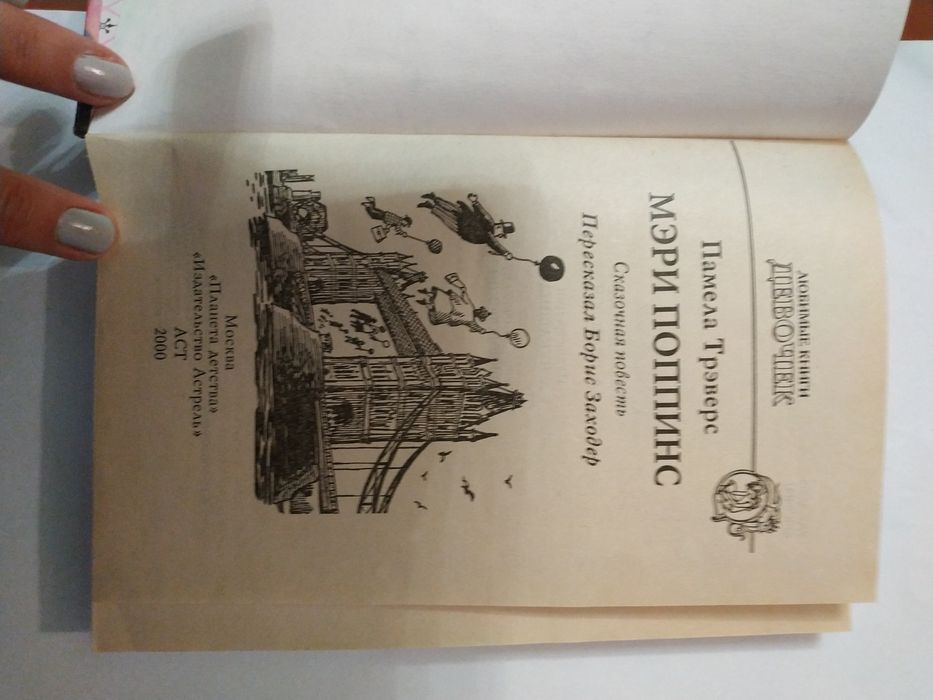 ЛЮБИМЫЕ КНИГИ
ДЕВОЧЕК
Памела Трэверс
МЭРИ ПОППИНС
Сказочная повесть
Пересказал Борис Заходер
Москва
«Планета детства»
«Издательство Астрель»
АСТ
2000